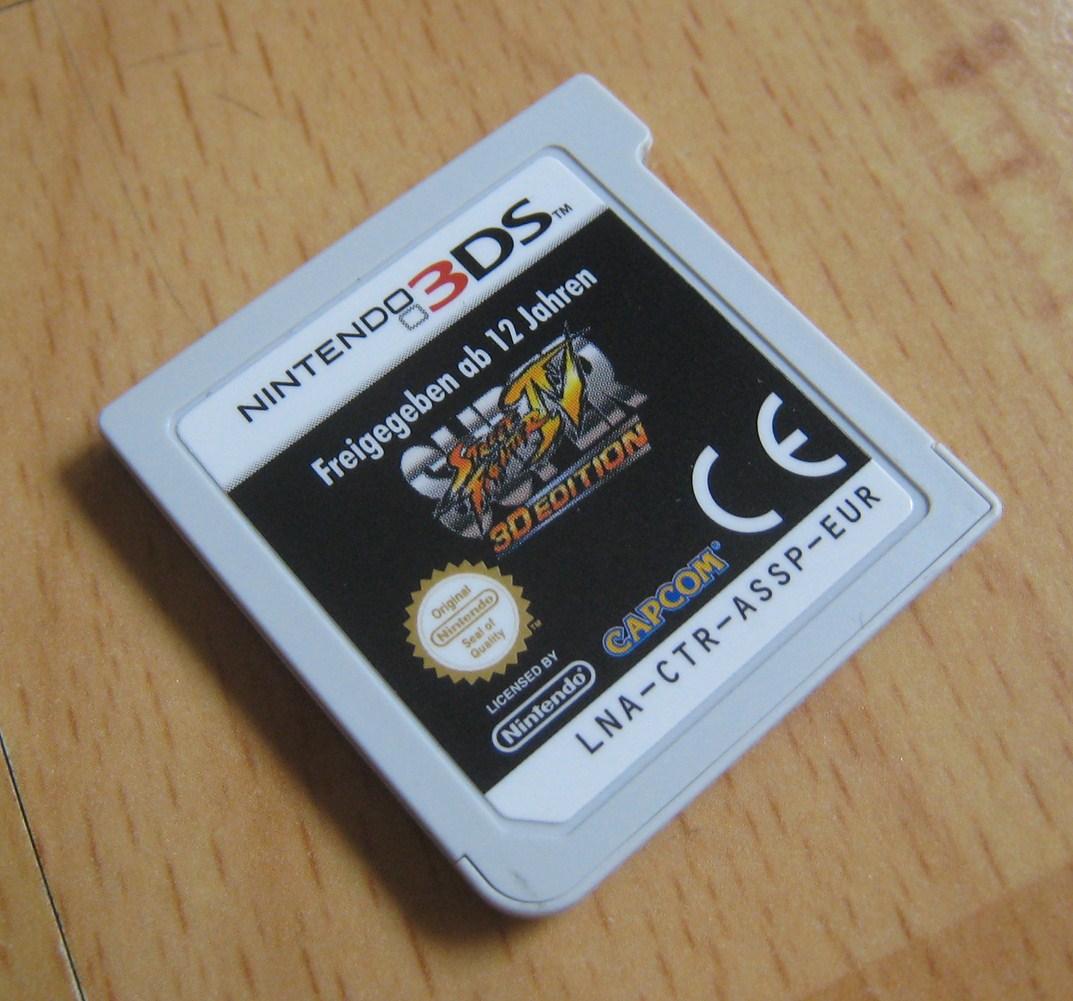 NINTENDO 3DS™
Freigegeben ab 12 Jahren
SUPER
STREET
FIGHTER IV
3D EDITION
CE
Original
Nintendo
Seal of
Quality
™
LICENSED BY
Nintendo®
CAPCOM®
LNA-CTR-ASSP-EUR